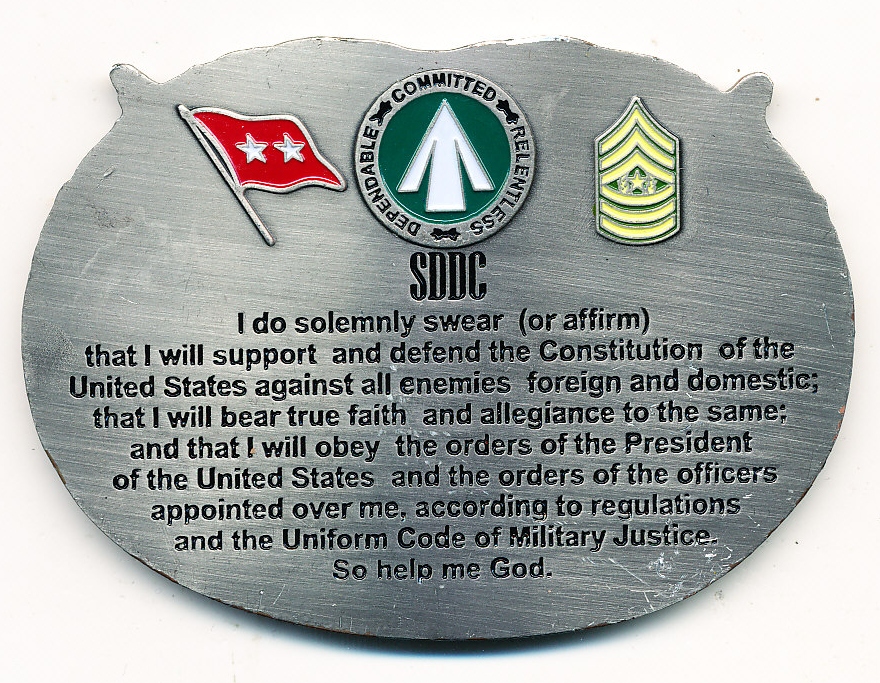 COMMITTED
DEPENDABLE
RELENTLESS
SDDC
I do solemnly swear (or affirm)
that I will support and defend the Constitution of the
United States against all enemies foreign and domestic;
that I will bear true faith and allegiance to the same;
and that I will obey the orders of the President
of the United States and the orders of the officers
appointed over me, according to regulations
and the Uniform Code of Military Justice.
So help me God.